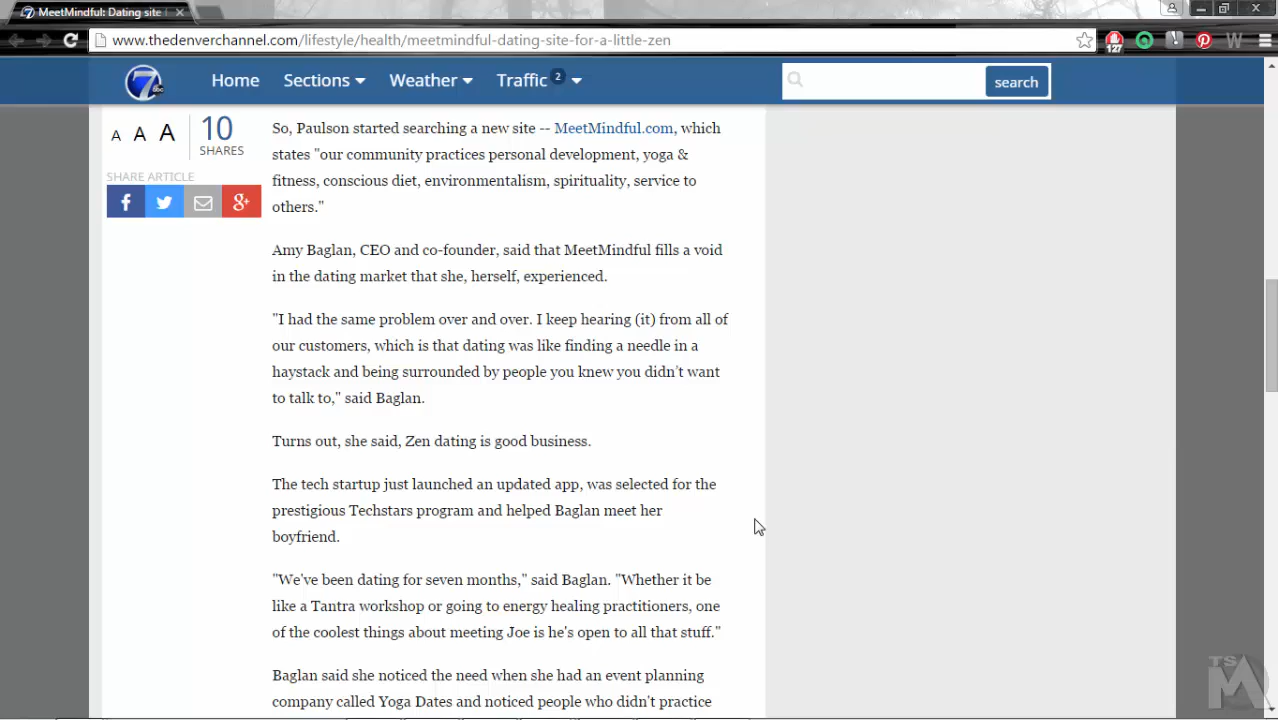 MeetMindful: Dating site
www.thedenverchannel.com/lifestyle/health/meetmindful-dating-site-for-a-little-zen
127
W
7 abc
Home Sections Weather Traffic 2
search
A A A
10
SHARES
SHARE ARTICLE
So, Paulson started searching a new site -- MeetMindful.com, which
states "our community practices personal development, yoga &
fitness, conscious diet, environmentalism, spirituality, service to
others."
Amy Baglan, CEO and co-founder, said that MeetMindful fills a void
in the dating market that she, herself, experienced.
"I had the same problem over and over. I keep hearing (it) from all of
our customers, which is that dating was like finding a needle in a
haystack and being surrounded by people you knew you didn't want
to talk to," said Baglan.
Turns out, she said, Zen dating is good business.
The tech startup just launched an updated app, was selected for the
prestigious Techstars program and helped Baglan meet her
boyfriend.
"We've been dating for seven months," said Baglan. "Whether it be
like a Tantra workshop or going to energy healing practitioners, one
of the coolest things about meeting Joe is he's open to all that stuff."
Baglan said she noticed the need when she had an event planning
company called Yoga Dates and noticed people who didn't practice
TSM